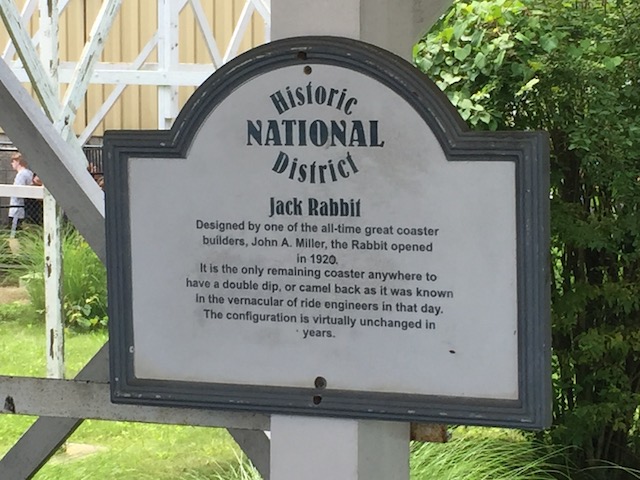 Historic
NATIONAL
District
Jack Rabbit
Designed by one of the all-time great coaster
builders, John A. Miller, the Rabbit opened
in 1920.
It is the only remaining coaster anywhere to
have a double dip, or camel back as it was known
in the vernacular of ride engineers in that day.
The configuration is virtually unchanged in
years.